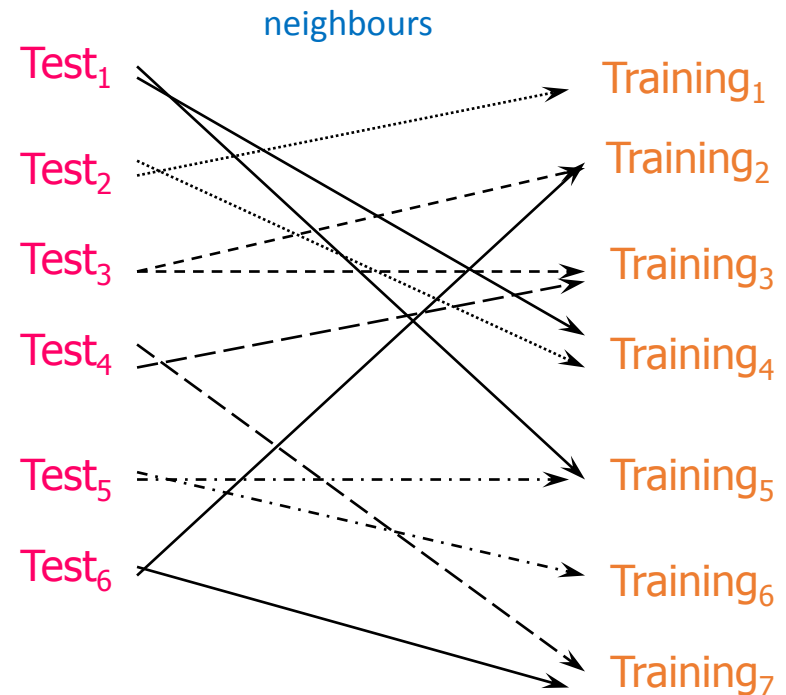 neighbours
Test₁
Training₁
Test₂
Training₂
Test₃
Training₃
Test₄
Training₄
Test₅
Training₅
Test₆
Training₆
Training₇